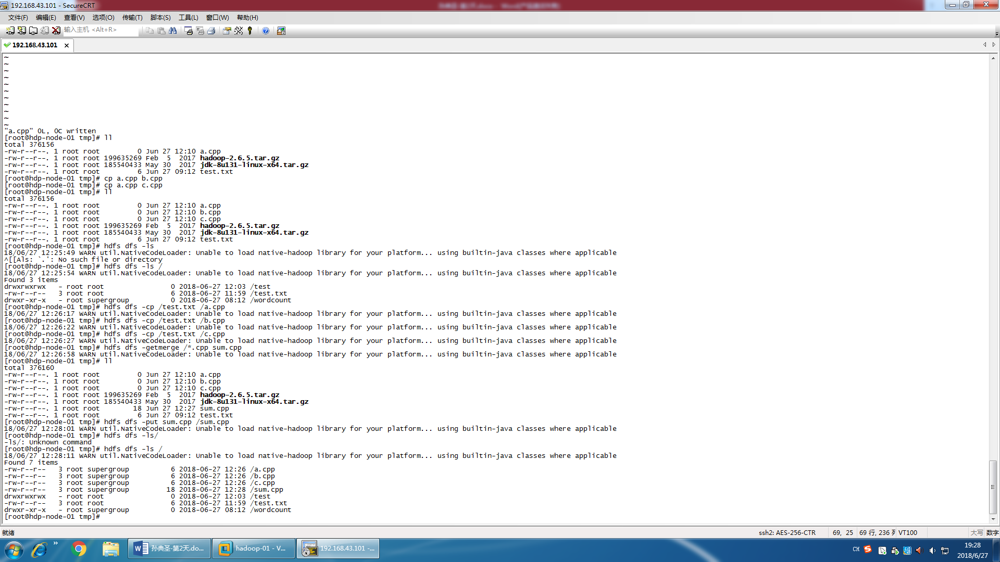 192.168.43.101 - SecureCRT
文件(F) 编辑(E) 查看(V) 选项(O) 传输(T) 脚本(S) 工具(L) 窗口(W) 帮助(H)
输入主机 <Alt+R>
192.168.43.101
~
~
~
~
~
~
~
~
~
~
~
"a.cpp" 0L, 0C written
[root@hdp-node-01 tmp]# ll
total 376156
-rw-r--r--. 1 root root         0 Jun 27 12:10 a.cpp
-rw-r--r--. 1 root root 199635269 Feb  5  2017 hadoop-2.6.5.tar.gz
-rw-r--r--. 1 root root 185540433 May 30  2017 jdk-8u131-linux-x64.tar.gz
-rw-r--r--. 1 root root         6 Jun 27 09:12 test.txt
[root@hdp-node-01 tmp]# cp a.cpp b.cpp
[root@hdp-node-01 tmp]# cp a.cpp c.cpp
[root@hdp-node-01 tmp]# ll
total 376156
-rw-r--r--. 1 root root         0 Jun 27 12:10 a.cpp
-rw-r--r--. 1 root root         0 Jun 27 12:10 b.cpp
-rw-r--r--. 1 root root         0 Jun 27 12:10 c.cpp
-rw-r--r--. 1 root root 199635269 Feb  5  2017 hadoop-2.6.5.tar.gz
-rw-r--r--. 1 root root 185540433 May 30  2017 jdk-8u131-linux-x64.tar.gz
-rw-r--r--. 1 root root         6 Jun 27 09:12 test.txt
[root@hdp-node-01 tmp]# hdfs dfs -ls
18/06/27 12:25:49 WARN util.NativeCodeLoader: Unable to load native-hadoop library for your platform... using builtin-java classes where applicable
^[[Als: `.': No such file or directory
[root@hdp-node-01 tmp]# hdfs dfs -ls /
18/06/27 12:25:54 WARN util.NativeCodeLoader: Unable to load native-hadoop library for your platform... using builtin-java classes where applicable
Found 3 items
drwxrwxrwx   - root root                0 2018-06-27 12:03 /test
-rw-r--r--   3 root root                6 2018-06-27 11:59 /test.txt
drwxr-xr-x   - root supergroup          0 2018-06-27 08:12 /wordcount
[root@hdp-node-01 tmp]# hdfs dfs -cp /test.txt /a.cpp
18/06/27 12:26:17 WARN util.NativeCodeLoader: Unable to load native-hadoop library for your platform... using builtin-java classes where applicable
[root@hdp-node-01 tmp]# hdfs dfs -cp /test.txt /b.cpp
18/06/27 12:26:22 WARN util.NativeCodeLoader: Unable to load native-hadoop library for your platform... using builtin-java classes where applicable
[root@hdp-node-01 tmp]# hdfs dfs -cp /test.txt /c.cpp
18/06/27 12:26:27 WARN util.NativeCodeLoader: Unable to load native-hadoop library for your platform... using builtin-java classes where applicable
[root@hdp-node-01 tmp]# hdfs dfs -getmerge /*.cpp sum.cpp
18/06/27 12:26:58 WARN util.NativeCodeLoader: Unable to load native-hadoop library for your platform... using builtin-java classes where applicable
[root@hdp-node-01 tmp]# ll
total 376160
-rw-r--r--. 1 root root         0 Jun 27 12:10 a.cpp
-rw-r--r--. 1 root root         0 Jun 27 12:10 b.cpp
-rw-r--r--. 1 root root         0 Jun 27 12:10 c.cpp
-rw-r--r--. 1 root root 199635269 Feb  5  2017 hadoop-2.6.5.tar.gz
-rw-r--r--. 1 root root 185540433 May 30  2017 jdk-8u131-linux-x64.tar.gz
-rw-r--r--. 1 root root        18 Jun 27 12:27 sum.cpp
-rw-r--r--. 1 root root         6 Jun 27 09:12 test.txt
[root@hdp-node-01 tmp]# hdfs dfs -put sum.cpp /sum.cpp
18/06/27 12:28:01 WARN util.NativeCodeLoader: Unable to load native-hadoop library for your platform... using builtin-java classes where applicable
[root@hdp-node-01 tmp]# hdfs dfs -ls/
-ls/: Unknown command
[root@hdp-node-01 tmp]# hdfs dfs -ls /
18/06/27 12:28:11 WARN util.NativeCodeLoader: Unable to load native-hadoop library for your platform... using builtin-java classes where applicable
Found 7 items
-rw-r--r--   3 root supergroup          6 2018-06-27 12:26 /a.cpp
-rw-r--r--   3 root supergroup          6 2018-06-27 12:26 /b.cpp
-rw-r--r--   3 root supergroup          6 2018-06-27 12:26 /c.cpp
-rw-r--r--   3 root supergroup         18 2018-06-27 12:28 /sum.cpp
drwxrwxrwx   - root root                0 2018-06-27 12:03 /test
-rw-r--r--   3 root root                6 2018-06-27 11:59 /test.txt
drwxr-xr-x   - root supergroup          0 2018-06-27 08:12 /wordcount
[root@hdp-node-01 tmp]#
就绪 ssh2: AES-256-CTR 69, 25 69 行, 236 列 VT100 大写 数字
孙典圣-第2天.do... hadoop-01 - V... 192.168.43.101 -... CH 19:28
2018/6/27